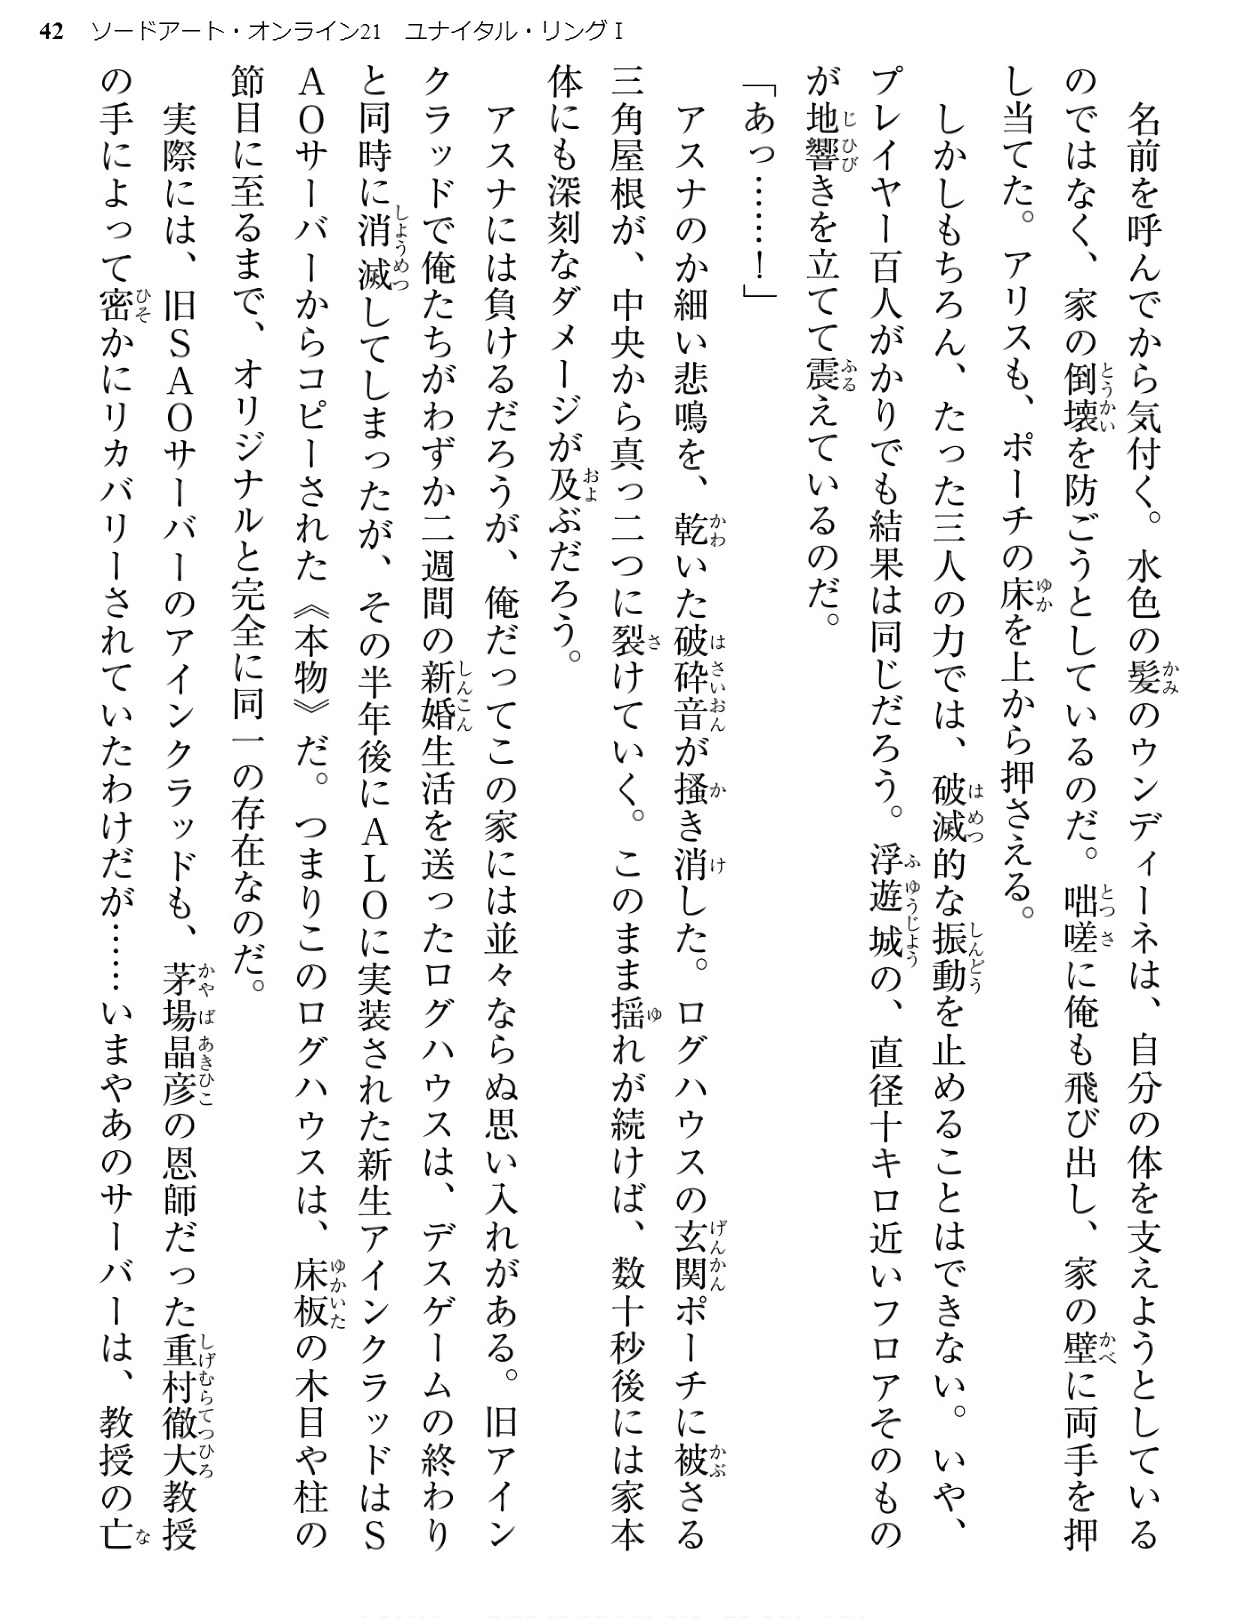 42 ソードアート・オンライン21 ユナイタル・リングⅠ
名前を呼んでから気付く。水色の髪のウンディーネは、自分の体を支えようとしている
のではなく、家の倒壊を防ごうとしているのだ。咄嗟に俺も飛び出し、家の壁に両手を押
し当てた。アリスも、ポーチの床を上から押さえる。
しかしもちろん、たった三人の力では、破滅的な振動を止めることはできない。いや、
プレイヤー百人がかりでも結果は同じだろう。浮遊城の、直径十キロ近いフロアそのもの
が地響きを立てて震えているのだ。
「あっ……！」
アスナのか細い悲鳴を、乾いた破砕音が掻き消した。ログハウスの玄関ポーチに被さる
三角屋根が、中央から真っ二つに裂けていく。このまま揺れが続けば、数十秒後には家本
体にも深刻なダメージが及ぶだろう。
アスナには負けるだろうが、俺だってこの家には並々ならぬ思い入れがある。旧アイン
クラッドで俺たちがわずか二週間の新婚生活を送ったログハウスは、デスゲームの終わり
と同時に消滅してしまったが、その半年後にＡＬＯに実装された新生アインクラッドはＳ
ＡＯサーバーからコピーされた《本物》だ。つまりこのログハウスは、床板の木目や柱の
節目に至るまで、オリジナルと完全に同一の存在なのだ。
実際には、旧ＳＡＯサーバーのアインクラッドも、茅場晶彦の恩師だった重村徹大教授
の手によって密かにリカバリーされていたわけだが……いまやあのサーバーは、教授の亡